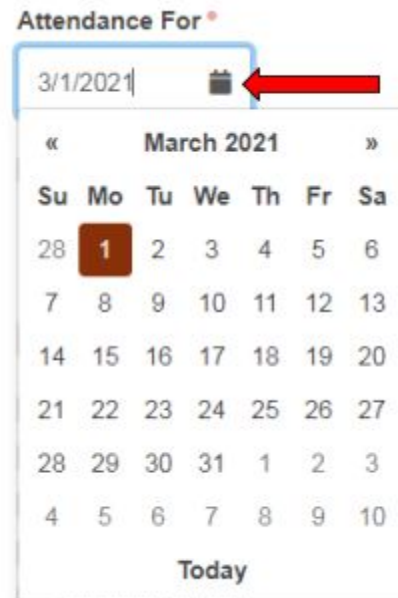 Attendance For *
3/1/2021
« March 2021 »
Su Mo Tu We Th Fr Sa
28 1 2 3 4 5 6
7 8 9 10 11 12 13
14 15 16 17 18 19 20
21 22 23 24 25 26 27
28 29 30 31 1 2 3
4 5 6 7 8 9 10
Today